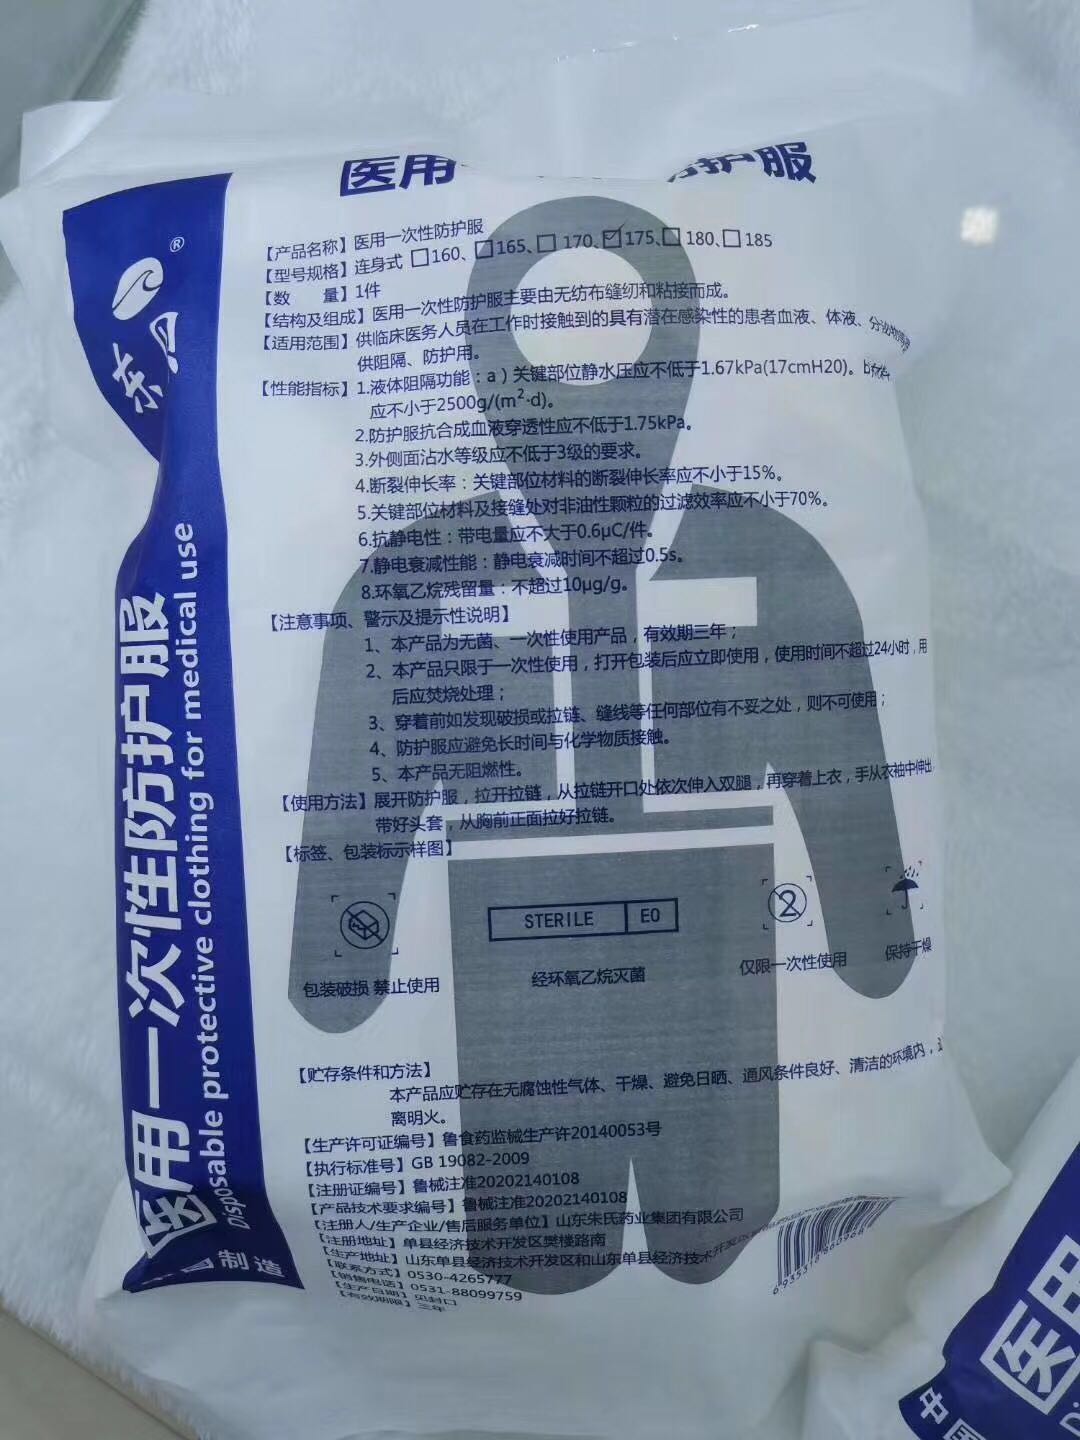 医用 防护服
【产品名称】医用一次性防护服
【型号规格】连身式 □160、☑165、□170、☑175、□180、□185
【数 量】1件
【结构及组成】医用一次性防护服主要由无纺布缝纫和粘接而成。
【适用范围】供临床医务人员在工作时接触到的具有潜在感染性的患者血液、体液、分泌物等
供阻隔、防护用。
【性能指标】1.液体阻隔功能：a）关键部位静水压应不低于1.67kPa(17cmH20)。b)材料
应不小于2500g/(m²·d)。
2.防护服抗合成血液穿透性应不低于1.75kPa。
3.外侧面沾水等级应不低于3级的要求。
4.断裂伸长率：关键部位材料的断裂伸长率应不小于15%。
5.关键部位材料及接缝处对非油性颗粒的过滤效率应不小于70%。
6.抗静电性：带电量应不大于0.6μC/件。
7.静电衰减性能：静电衰减时间不超过0.5s。
8.环氧乙烷残留量：不超过10μg/g。
【注意事项、警示及提示性说明】
1、本产品为无菌、一次性使用产品，有效期三年；
2、本产品只限于一次性使用，打开包装后应立即使用，使用时间不超过24小时，用
后应焚烧处理；
3、穿着前如发现破损或拉链、缝线等任何部位有不妥之处，则不可使用；
4、防护服应避免长时间与化学物质接触。
5、本产品无阻燃性。
【使用方法】展开防护服，拉开拉链，从拉链开口处依次伸入双腿，再穿着上衣，手从衣袖中伸出
带好头套，从胸前正面拉好拉链。
【标签、包装标示样图】
STERILE EO
2
包装破损 禁止使用
经环氧乙烷灭菌
仅限一次性使用
保持干燥
【贮存条件和方法】
本产品应贮存在无腐蚀性气体、干燥、避免日晒、通风条件良好、清洁的环境内，
离明火。
【生产许可证编号】鲁食药监械生产许20140053号
【执行标准号】GB 19082-2009
【注册证编号】鲁械注准20202140108
【产品技术要求编号】鲁械注准20202140108
【注册人/生产企业/售后服务单位】山东朱氏药业集团有限公司
【注册地址】单县经济技术开发区樊楼路南
【生产地址】山东单县经济技术开发区和山东单县经济技术开发区
【联系方式】0530-4265777
【销售电话】0531-88099759
【生产日期】见封口
【有效期限】三年
东贝 ®
医用一次性防护服
Disposable protective clothing for medical use
制造
医用
中国